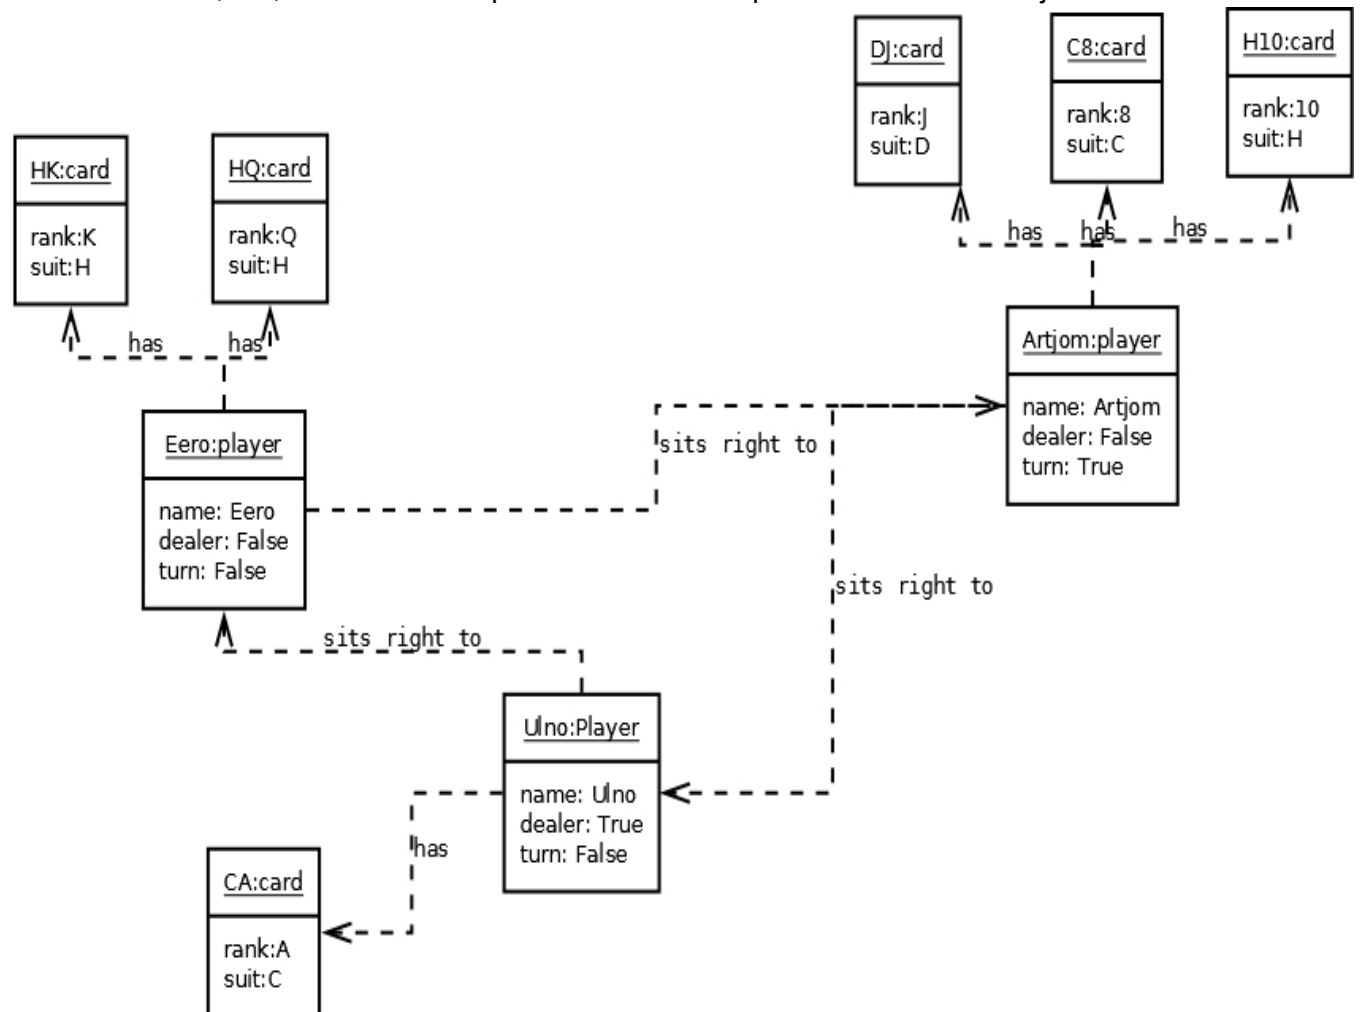 DJ:card
rank:J
suit:D
C8:card
rank:8
suit:C
H10:card
rank:10
suit:H
HK:card
rank:K
suit:H
HQ:card
rank:Q
suit:H
has
has
has
has
has
Artjom:player
name: Artjom
dealer: False
turn: True
Eero:player
name: Eero
dealer: False
turn: False
sits right to
sits right to
sits right to
Ulno:Player
name: Ulno
dealer: True
turn: False
has
CA:card
rank:A
suit:C